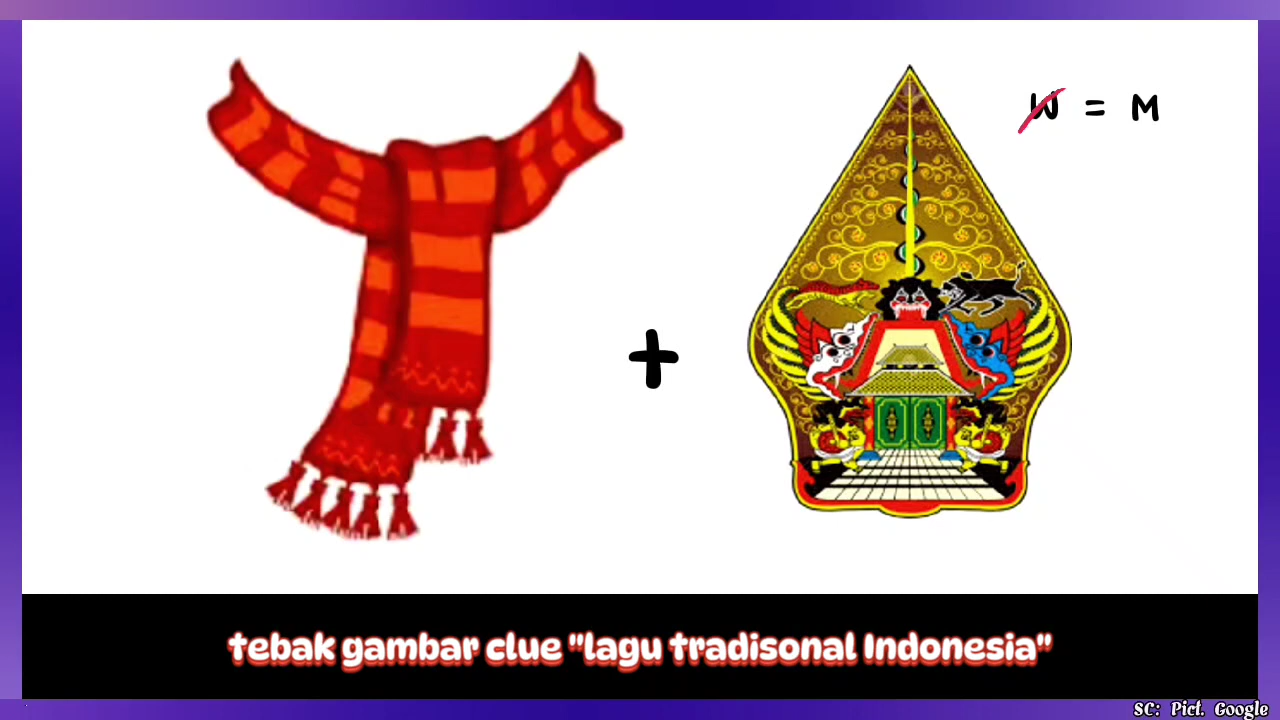 W = M
+
tebak gambar clue "lagu tradisonal Indonesia"
SC: Pict. Google